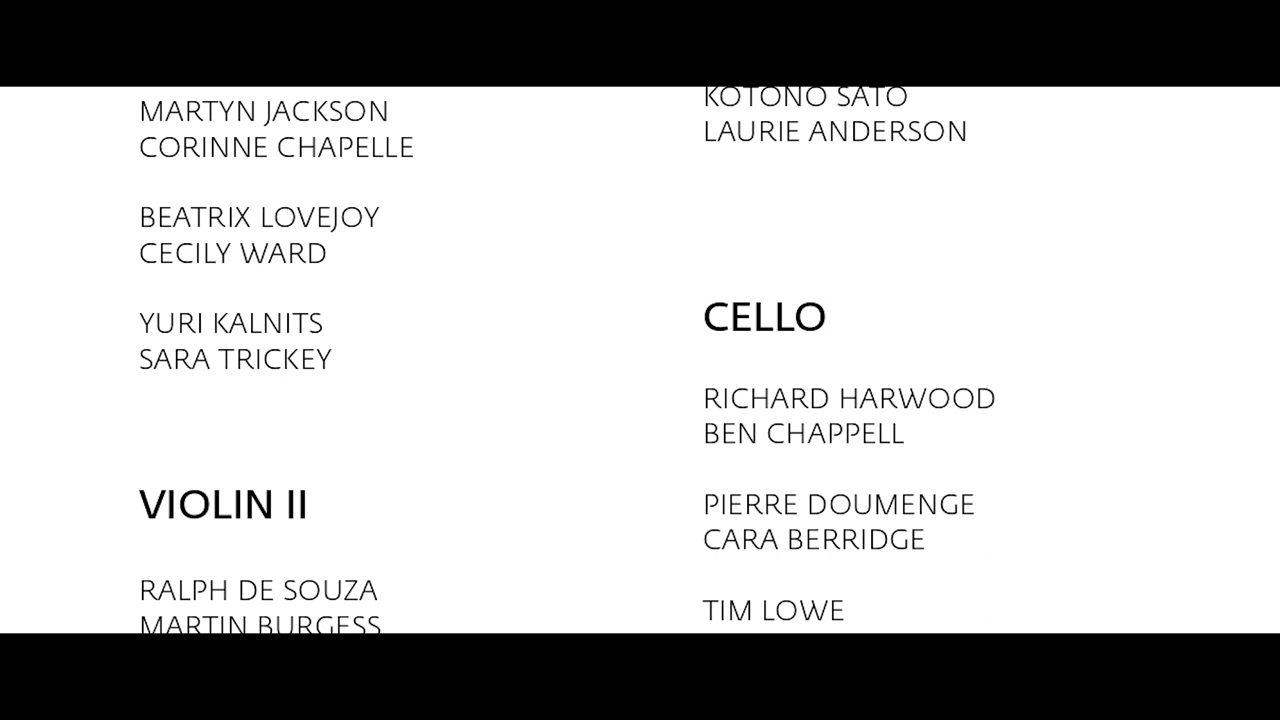 MARTYN JACKSON
CORINNE CHAPELLE
BEATRIX LOVEJOY
CECILY WARD
YURI KALNITS
SARA TRICKEY
VIOLIN II
RALPH DE SOUZA
MARTIN BURGESS
KOTONO SATO
LAURIE ANDERSON
CELLO
RICHARD HARWOOD
BEN CHAPPELL
PIERRE DOUMENGE
CARA BERRIDGE
TIM LOWE